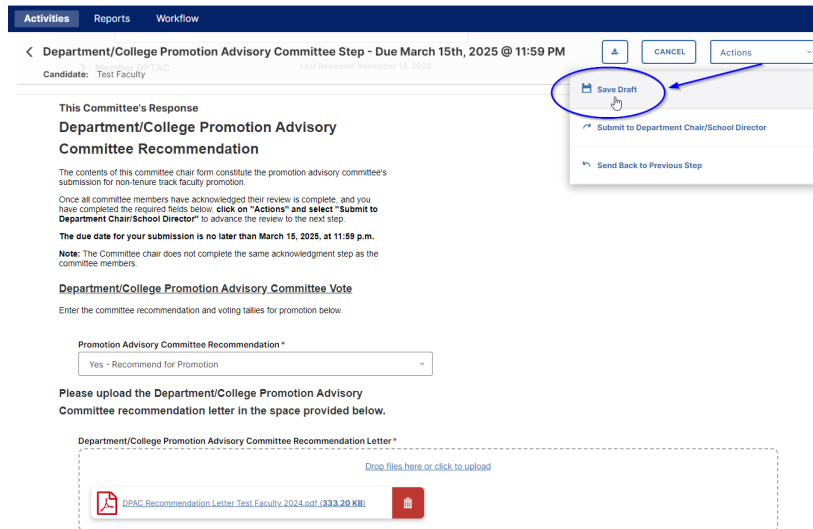 Activities Reports Workflow
Department/College Promotion Advisory Committee Step - Due March 15th, 2025 @ 11:59 PM
CANCEL
Actions
Member DPTAC
Last Reviewed November 18, 2024
Candidate: Test Faculty
Save Draft
Submit to Department Chair/School Director
Send Back to Previous Step
This Committee's Response
Department/College Promotion Advisory
Committee Recommendation
The contents of this committee chair form constitute the promotion advisory committee's
submission for non-tenure track faculty promotion.
Once all committee members have acknowledged their review is complete, and you
have completed the required fields below, click on "Actions" and select "Submit to
Department Chair/School Director" to advance the review to the next step.
The due date for your submission is no later than March 15, 2025, at 11:59 p.m.
Note: The Committee chair does not complete the same acknowledgment step as the
committee members.
Department/College Promotion Advisory Committee Vote
Enter the committee recommendation and voting tallies for promotion below.
Promotion Advisory Committee Recommendation *
Yes - Recommend for Promotion
Please upload the Department/College Promotion Advisory
Committee recommendation letter in the space provided below.
Department/College Promotion Advisory Committee Recommendation Letter *
Drop files here or click to upload
DPAC Recommendation Letter Test Faculty 2024.pdf (333.20 KB)